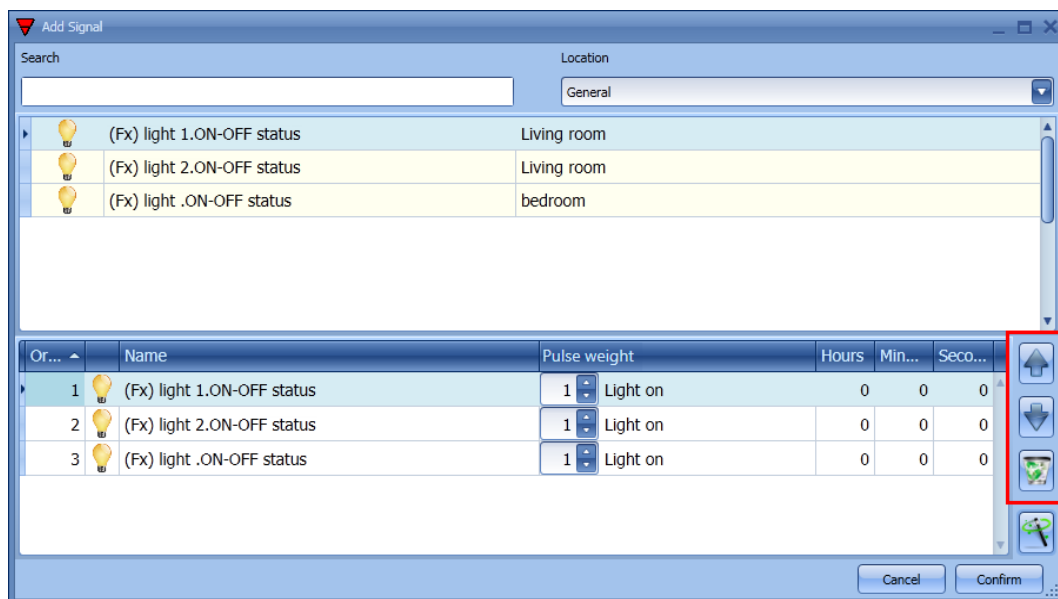 Add Signal
Search Location
General
(Fx) light 1.ON-OFF status Living room
(Fx) light 2.ON-OFF status Living room
(Fx) light .ON-OFF status bedroom
Or... Name Pulse weight Hours Min... Seco...
1 (Fx) light 1.ON-OFF status 1 Light on 0 0 0
2 (Fx) light 2.ON-OFF status 1 Light on 0 0 0
3 (Fx) light .ON-OFF status 1 Light on 0 0 0
Cancel Confirm